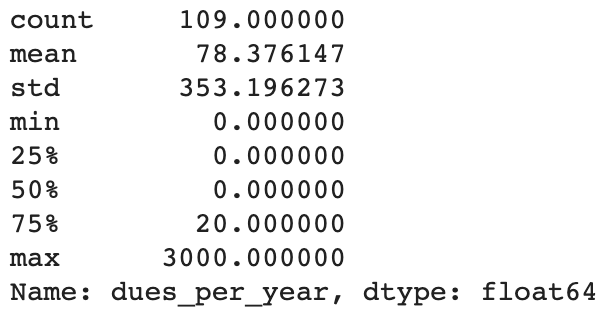 count 109.000000
mean 78.376147
std 353.196273
min 0.000000
25% 0.000000
50% 0.000000
75% 20.000000
max 3000.000000
Name: dues_per_year, dtype: float64